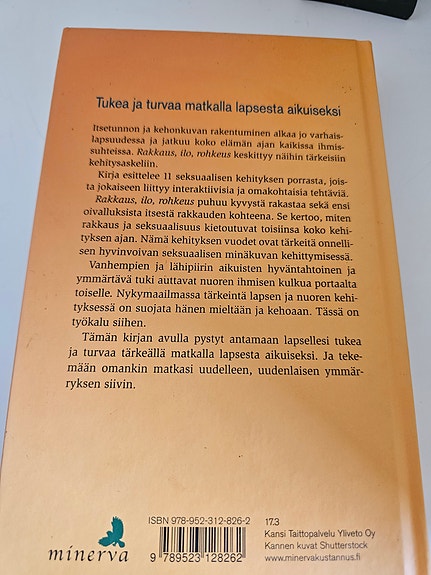 Tukea ja turvaa matkalla lapsesta aikuiseksi
Itsetunnon ja kehonkuvan rakentuminen alkaa jo varhais-
lapsuudessa ja jatkuu koko elämän ajan kaikissa ihmis-
suhteissa. Rakkaus, ilo, rohkeus keskittyy näihin tärkeisiin
kehitysaskeliin.
Kirja esittelee 11 seksuaalisen kehityksen porrasta, jois-
ta jokaiseen liittyy interaktiivisia ja omakohtaisia tehtäviä.
Rakkaus, ilo, rohkeus puhuu kyvystä rakastaa sekä ensi
oivalluksista itsestä rakkauden kohteena. Se kertoo, miten
rakkaus ja seksuaalisuus kietoutuvat toisiinsa koko kehi-
tyksen ajan. Nämä kehityksen vuodet ovat tärkeitä onnelli-
sen hyvinvoivan seksuaalisen minäkuvan kehittymisessä.
Vanhempien ja lähipiirin aikuisten hyväntahtoinen ja
ymmärtävä tuki auttavat nuoren ihmisen kulkua portaalta
toiselle. Nykymaailmassa tärkeintä lapsen ja nuoren kehi-
tyksessä on suojata hänen mieltään ja kehoaan. Tässä on
työkalu siihen.
Tämän kirjan avulla pystyt antamaan lapsellesi tukea
ja turvaa tärkeällä matkalla lapsesta aikuiseksi. Ja teke-
mään omankin matkasi uudelleen, uudenlaisen ymmär-
ryksen siivin.
minerva
ISBN 978-952-312-826-2
9 789523 128262
17.3
Kansi Taittopalvelu Yliveto Oy
Kannen kuvat Shutterstock
www.minervakustannus.fi